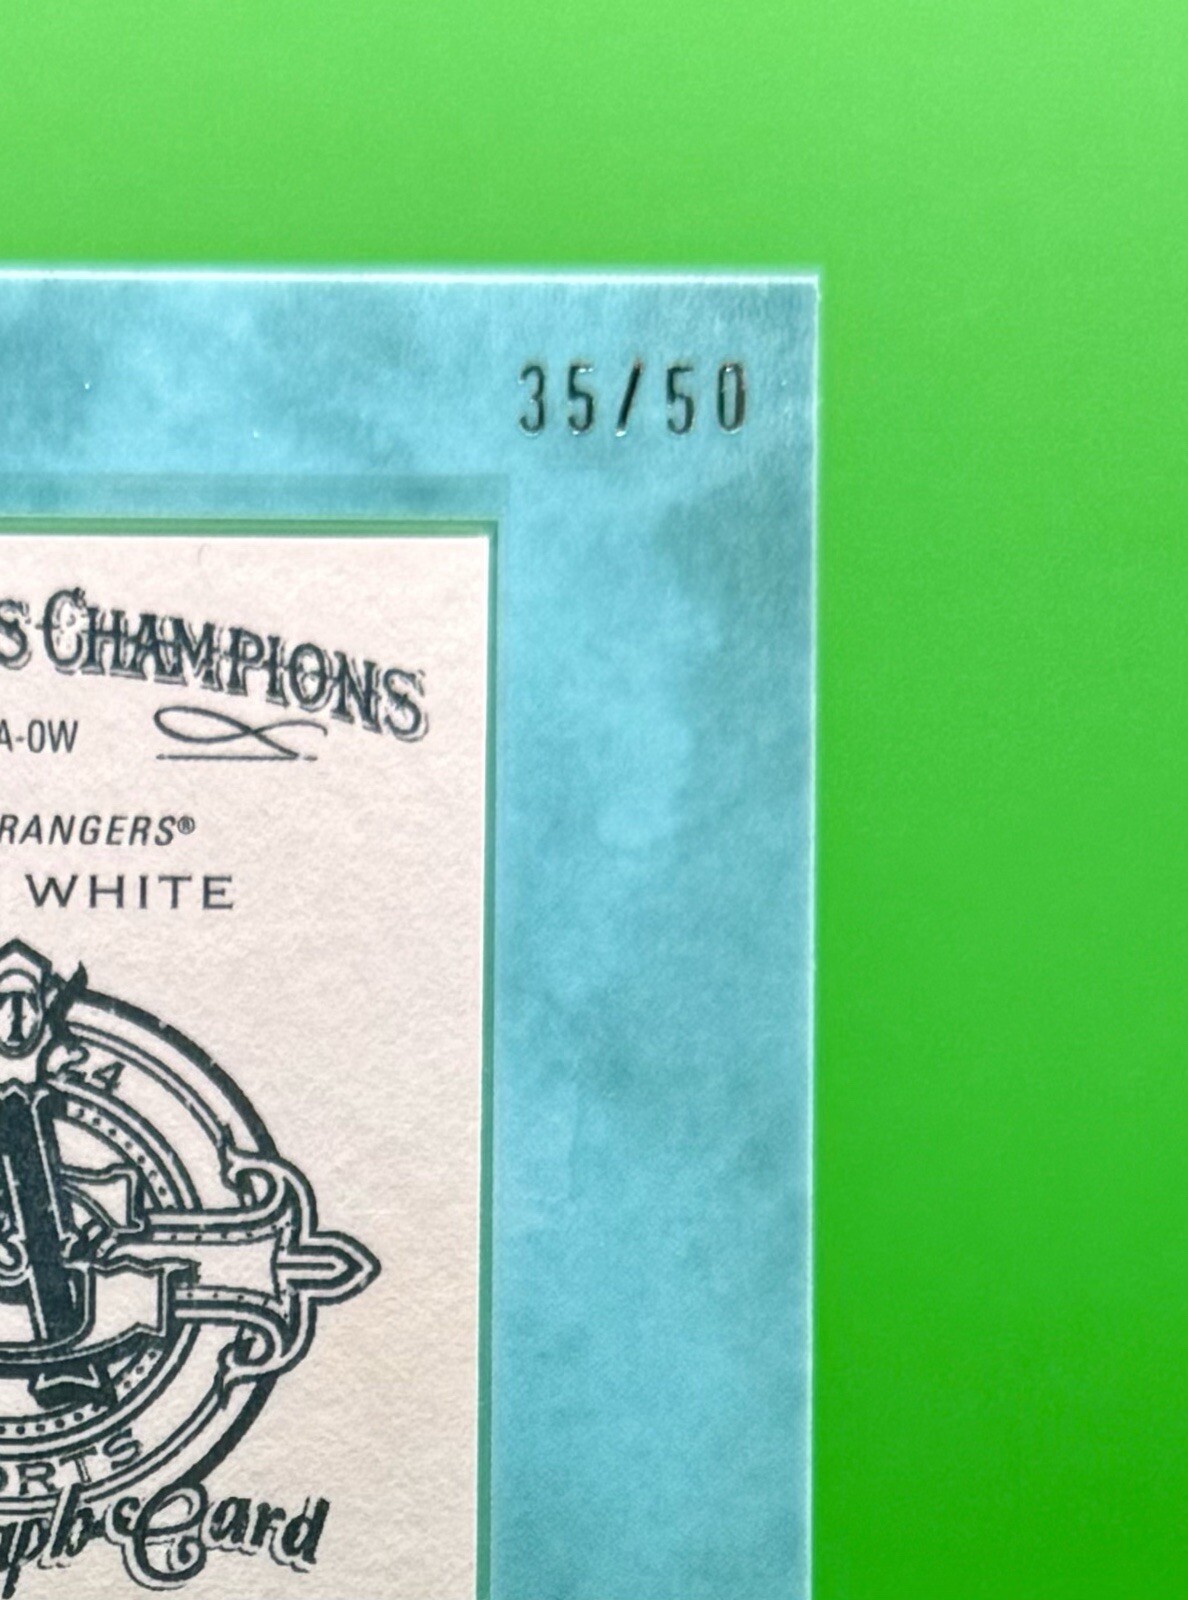 35/50
S CHAMPIONS
A-OW
RANGERS®
WHITE
T
24
ORTS
aph Card